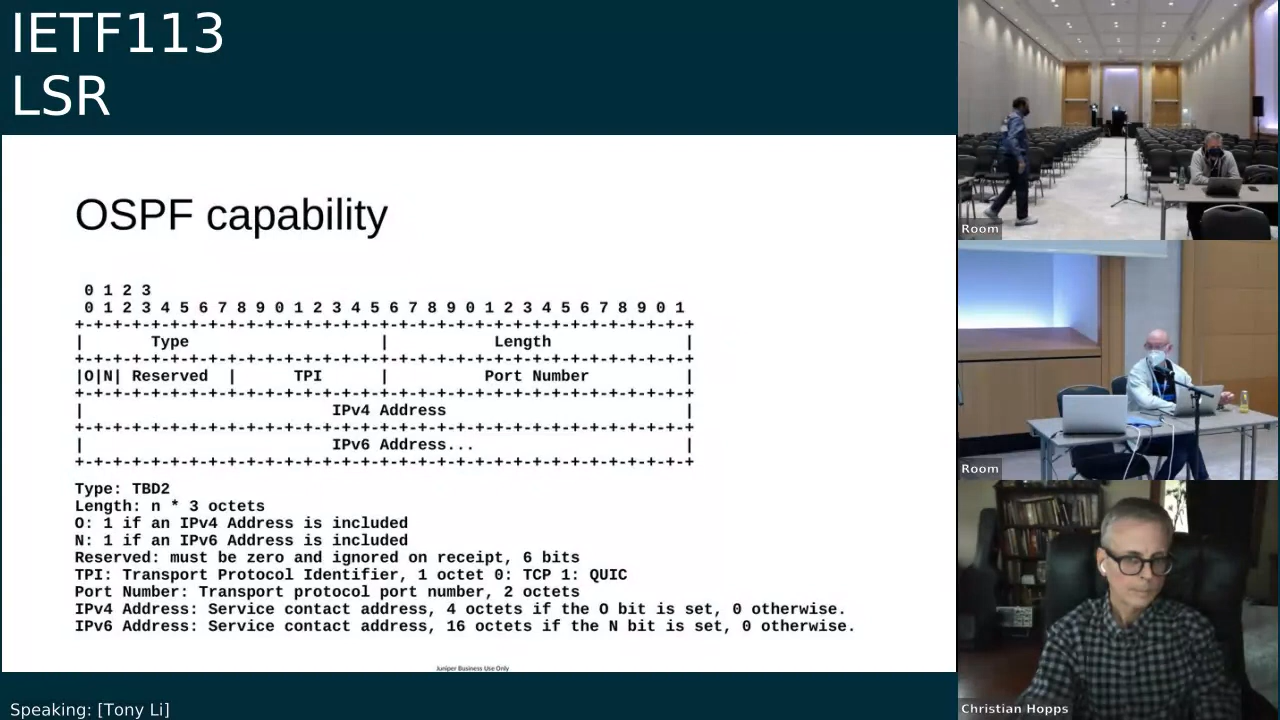 IETF113
LSR
OSPF capability
0 1 2 3
0 1 2 3 4 5 6 7 8 9 0 1 2 3 4 5 6 7 8 9 0 1 2 3 4 5 6 7 8 9 0 1
+-+-+-+-+-+-+-+-+-+-+-+-+-+-+-+-+-+-+-+-+-+-+-+-+-+-+-+-+-+-+-+-+
| Type | Length |
+-+-+-+-+-+-+-+-+-+-+-+-+-+-+-+-+-+-+-+-+-+-+-+-+-+-+-+-+-+-+-+-+
|O|N| Reserved | TPI | Port Number |
+-+-+-+-+-+-+-+-+-+-+-+-+-+-+-+-+-+-+-+-+-+-+-+-+-+-+-+-+-+-+-+-+
| IPv4 Address |
+-+-+-+-+-+-+-+-+-+-+-+-+-+-+-+-+-+-+-+-+-+-+-+-+-+-+-+-+-+-+-+-+
| IPv6 Address... |
+-+-+-+-+-+-+-+-+-+-+-+-+-+-+-+-+-+-+-+-+-+-+-+-+-+-+-+-+-+-+-+-+
Type: TBD2
Length: n * 3 octets
O: 1 if an IPv4 Address is included
N: 1 if an IPv6 Address is included
Reserved: must be zero and ignored on receipt, 6 bits
TPI: Transport Protocol Identifier, 1 octet 0: TCP 1: QUIC
Port Number: Transport protocol port number, 2 octets
IPv4 Address: Service contact address, 4 octets if the O bit is set, 0 otherwise.
IPv6 Address: Service contact address, 16 octets if the N bit is set, 0 otherwise.
Juniper Business Use Only
Speaking: [Tony Li]
Room
Room
Christian Hopps